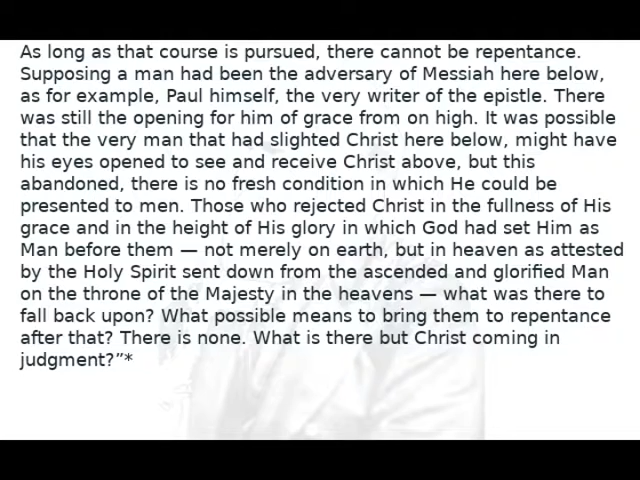 As long as that course is pursued, there cannot be repentance.
Supposing a man had been the adversary of Messiah here below,
as for example, Paul himself, the very writer of the epistle. There
was still the opening for him of grace from on high. It was possible
that the very man that had slighted Christ here below, might have
his eyes opened to see and receive Christ above, but this
abandoned, there is no fresh condition in which He could be
presented to men. Those who rejected Christ in the fullness of His
grace and in the height of His glory in which God had set Him as
Man before them — not merely on earth, but in heaven as attested
by the Holy Spirit sent down from the ascended and glorified Man
on the throne of the Majesty in the heavens — what was there to
fall back upon? What possible means to bring them to repentance
after that? There is none. What is there but Christ coming in
judgment?”*